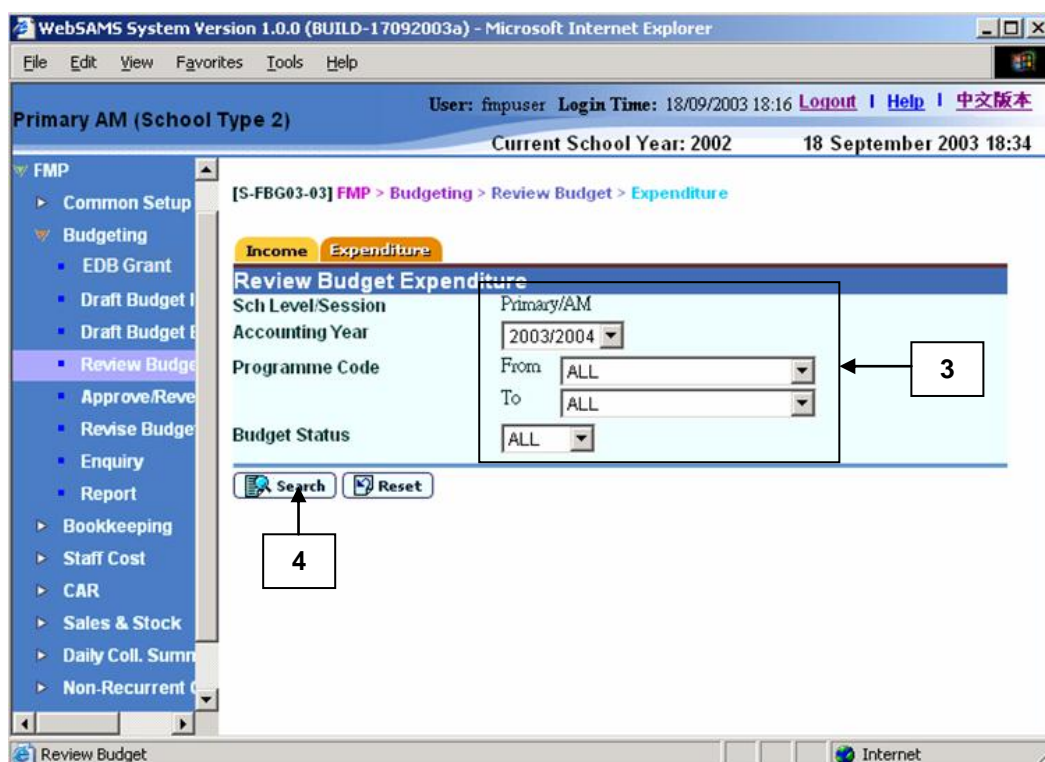 WebSAMS System Version 1.0.0 (BUILD-17092003a) - Microsoft Internet Explorer
File Edit View Favorites Tools Help
User: fmpuser Login Time: 18/09/2003 18:16 Logout | Help | 中文版本
Primary AM (School Type 2)
Current School Year: 2002 18 September 2003 18:34
FMP
Common Setup
Budgeting
EDB Grant
Draft Budget I
Draft Budget E
Review Budge
Approve/Reve
Revise Budge
Enquiry
Report
Bookkeeping
Staff Cost
CAR
Sales & Stock
Daily Coll. Summ
Non-Recurrent
[S-FBG03-03] FMP > Budgeting > Review Budget > Expenditure
Income Expenditure
Review Budget Expenditure
Sch Level/Session Primary/AM
Accounting Year 2003/2004
Programme Code From ALL
To ALL
Budget Status ALL
Search Reset
3
4
Review Budget Internet